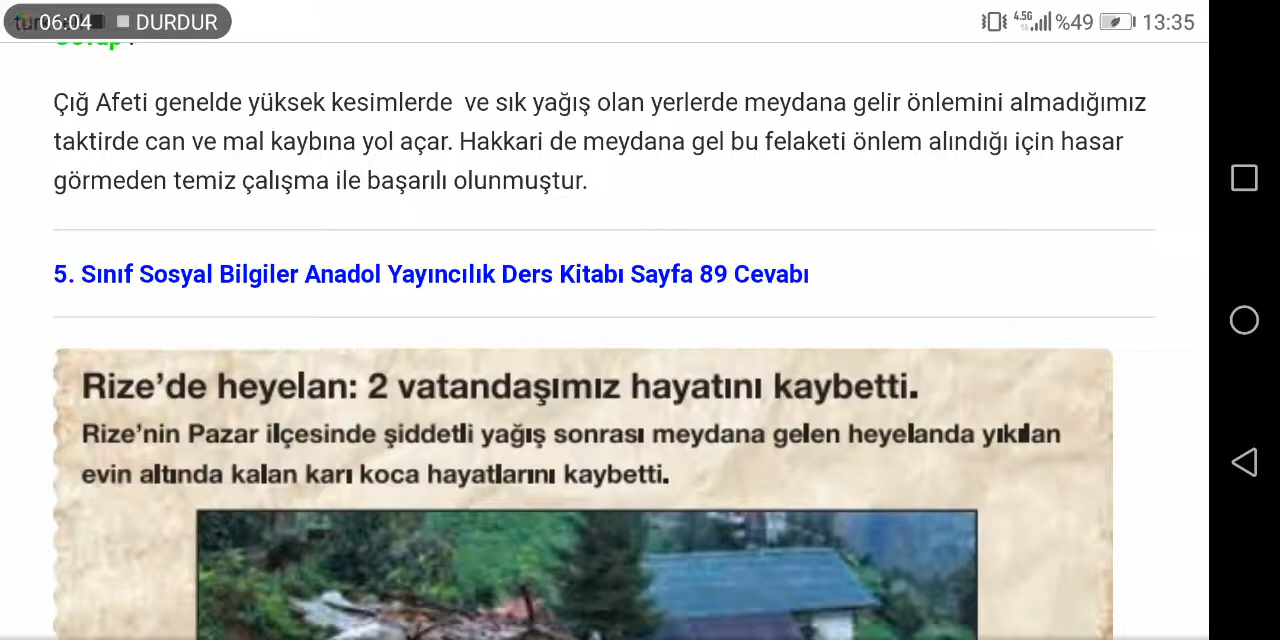 06:04 DURDUR
4.5G %49 13:35
Çığ Afeti genelde yüksek kesimlerde ve sık yağış olan yerlerde meydana gelir önlemini almadığımız
taktirde can ve mal kaybına yol açar. Hakkari de meydana gel bu felaketi önlem alındığı için hasar
görmeden temiz çalışma ile başarılı olunmuştur.
5. Sınıf Sosyal Bilgiler Anadol Yayıncılık Ders Kitabı Sayfa 89 Cevabı
Rize'de heyelan: 2 vatandaşımız hayatını kaybetti.
Rize'nin Pazar ilçesinde şiddetli yağış sonrası meydana gelen heyelanda yıkılan
evin altında kalan karı koca hayatlarını kaybetti.